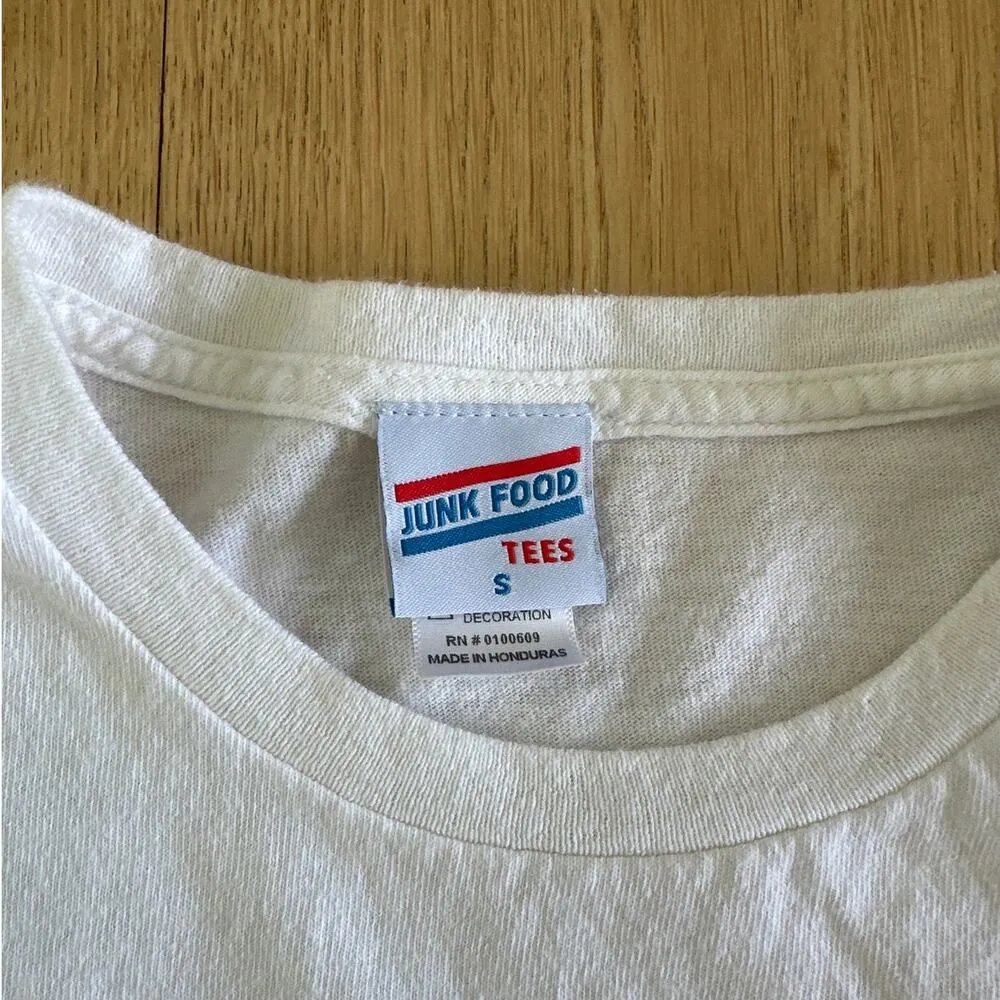 JUNK FOOD
TEES
S
DECORATION
RN # 0100609
MADE IN HONDURAS